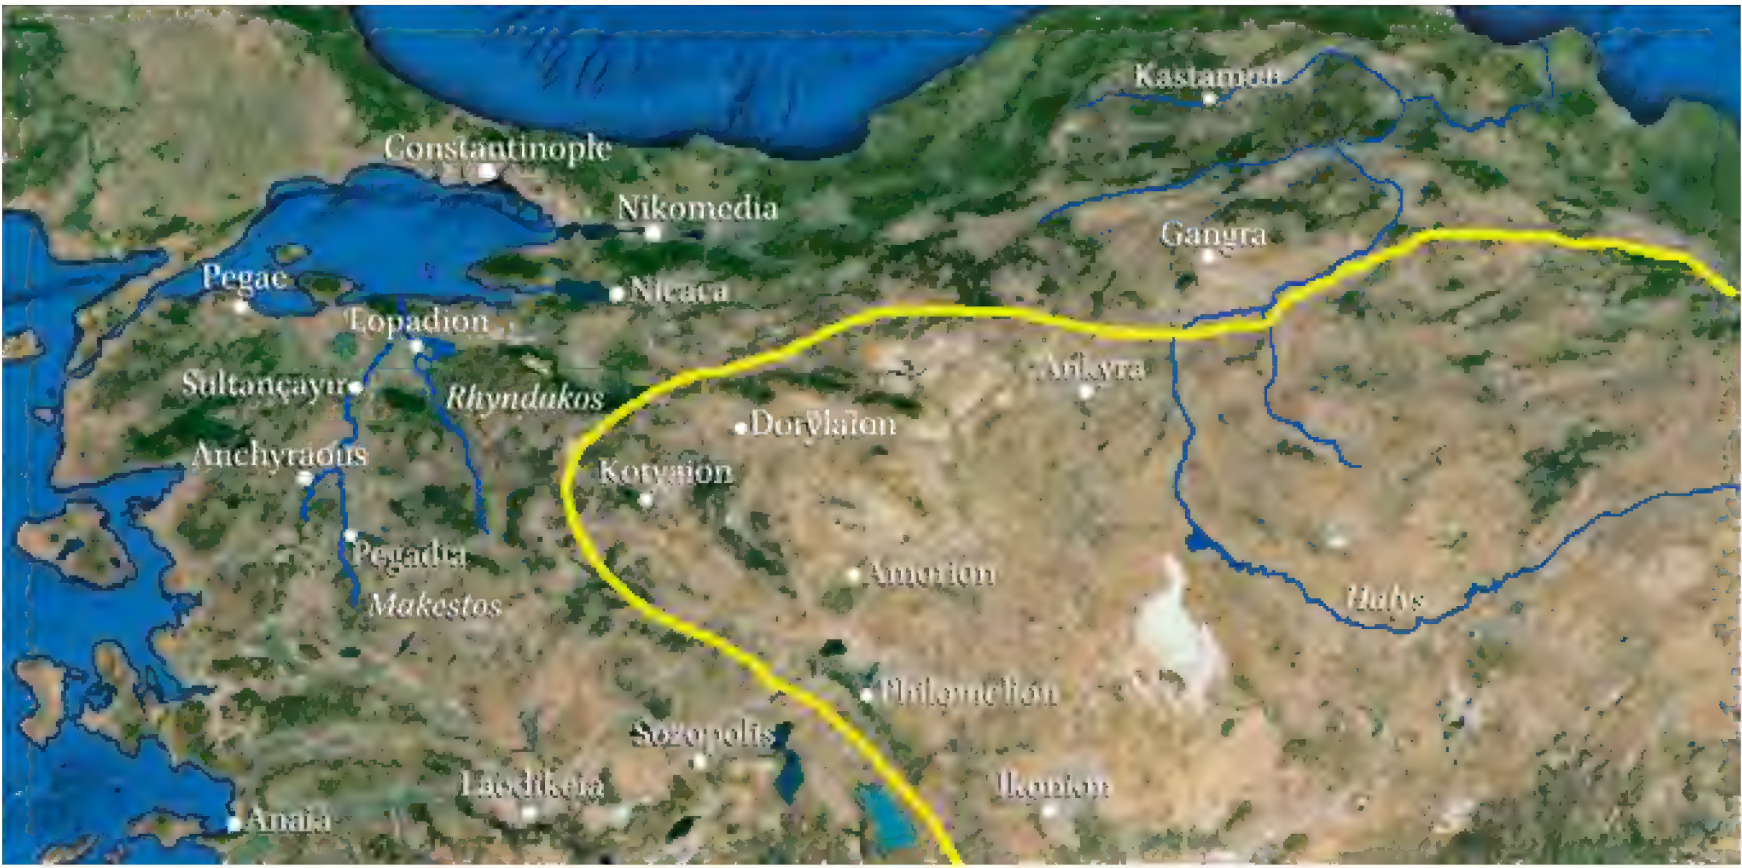 Kastamon
Constantinople
Nikomedia
Gangra
Pegae
Nicaea
Lopadion
Ankyra
Sultançayır
Rhyndakos
Dorylaion
Anchyraous
Kotyaion
Pegadia
Amorion
Makestos
Halys
Philomelion
Sozopolis
Laodikeia
Ikonion
Anaia